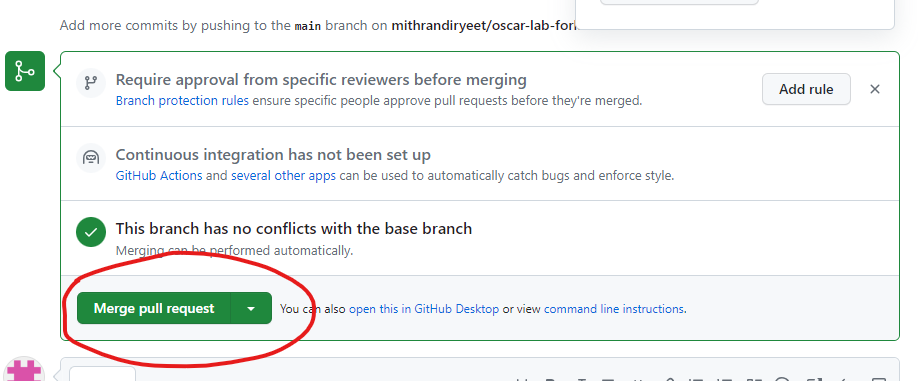 Add more commits by pushing to the main branch on mithrandiryeet/oscar-lab-fork
Require approval from specific reviewers before merging
Branch protection rules ensure specific people approve pull requests before they're merged.
Add rule
Continuous integration has not been set up
GitHub Actions and several other apps can be used to automatically catch bugs and enforce style.
This branch has no conflicts with the base branch
Merging can be performed automatically.
Merge pull request
You can also open this in GitHub Desktop or view command line instructions.